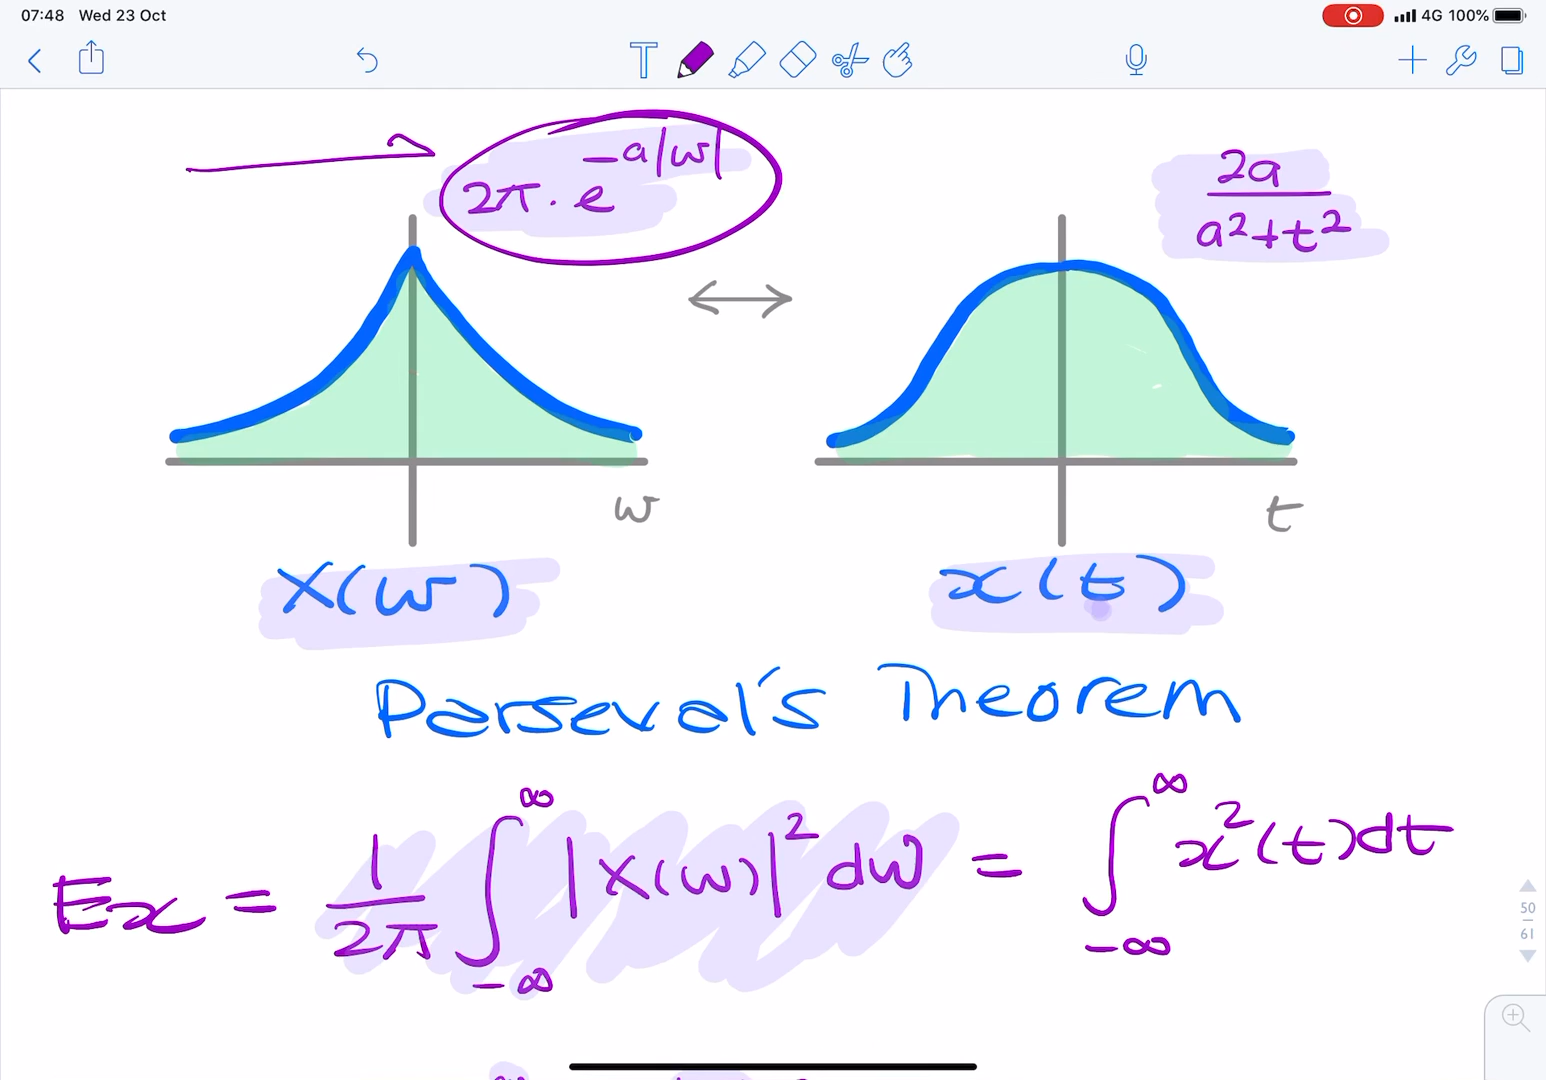 07:48 Wed 23 Oct
4G 100%
T
2π · e^{-a|w|}
2a
a² + t²
w
t
X(w)
x(t)
Parseval's Theorem
Ex = 1/2π ∫_{-∞}^{∞} |X(w)|² dw = ∫_{-∞}^{∞} x²(t)dt
50
61